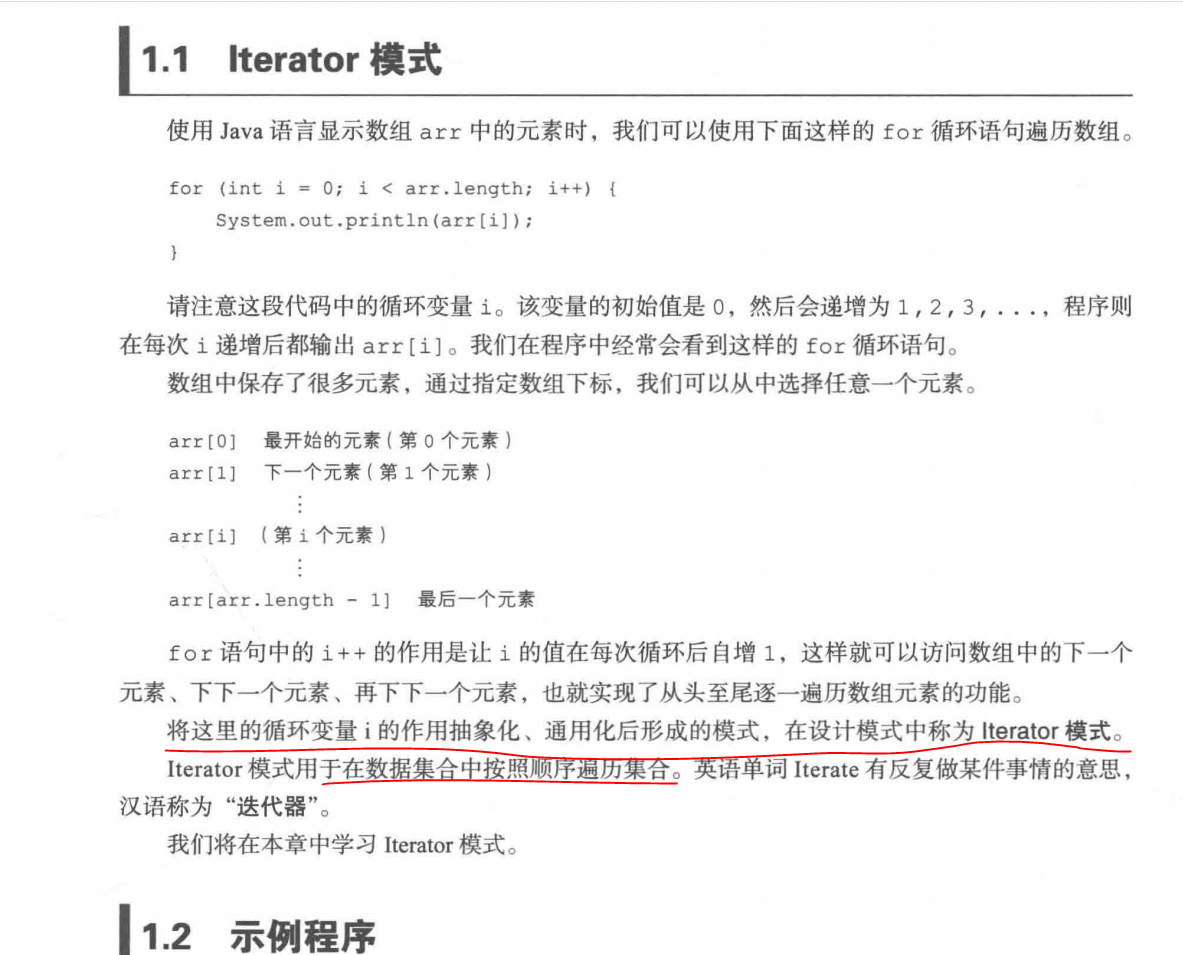 1.1 Iterator 模式
使用 Java 语言显示数组 arr 中的元素时，我们可以使用下面这样的 for 循环语句遍历数组。
for (int i = 0; i < arr.length; i++) {
    System.out.println(arr[i]);
}
请注意这段代码中的循环变量 i。该变量的初始值是 0，然后会递增为 1,2,3,...，程序则
在每次 i 递增后都输出 arr[i]。我们在程序中经常会看到这样的 for 循环语句。
数组中保存了很多元素，通过指定数组下标，我们可以从中选择任意一个元素。
arr[0] 最开始的元素（第 0 个元素）
arr[1] 下一个元素（第 1 个元素）
⋮
arr[i] （第 i 个元素）
⋮
arr[arr.length - 1] 最后一个元素
for 语句中的 i++ 的作用是让 i 的值在每次循环后自增 1，这样就可以访问数组中的下一个
元素、下下一个元素、再下下一个元素，也就实现了从头至尾逐一遍历数组元素的功能。
将这里的循环变量 i 的作用抽象化、通用化后形成的模式，在设计模式中称为 Iterator 模式。
Iterator 模式用于在数据集合中按照顺序遍历集合。英语单词 Iterate 有反复做某件事情的意思，
汉语称为“迭代器”。
我们将在本章中学习 Iterator 模式。
1.2 示例程序